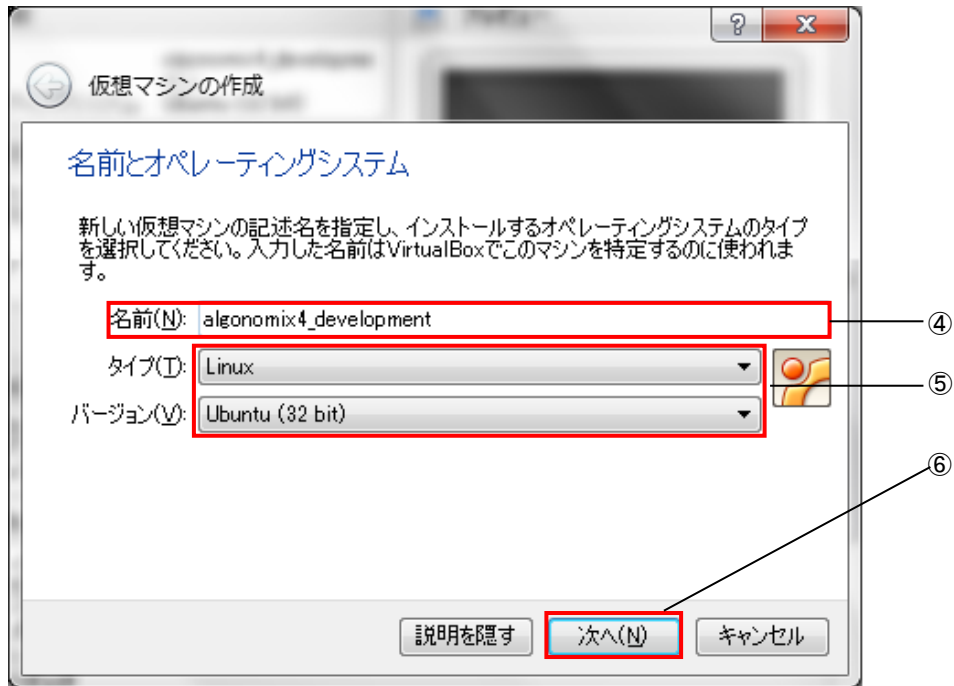 仮想マシンの作成
名前とオペレーティングシステム
新しい仮想マシンの記述名を指定し、インストールするオペレーティングシステムのタイプ
を選択してください。入力した名前はVirtualBoxでこのマシンを特定するのに使われま
す。
名前(N): algonomix4_development ④
タイプ(T): Linux
⑤
バージョン(V): Ubuntu (32 bit)
⑥
説明を隠す 次へ(N) キャンセル